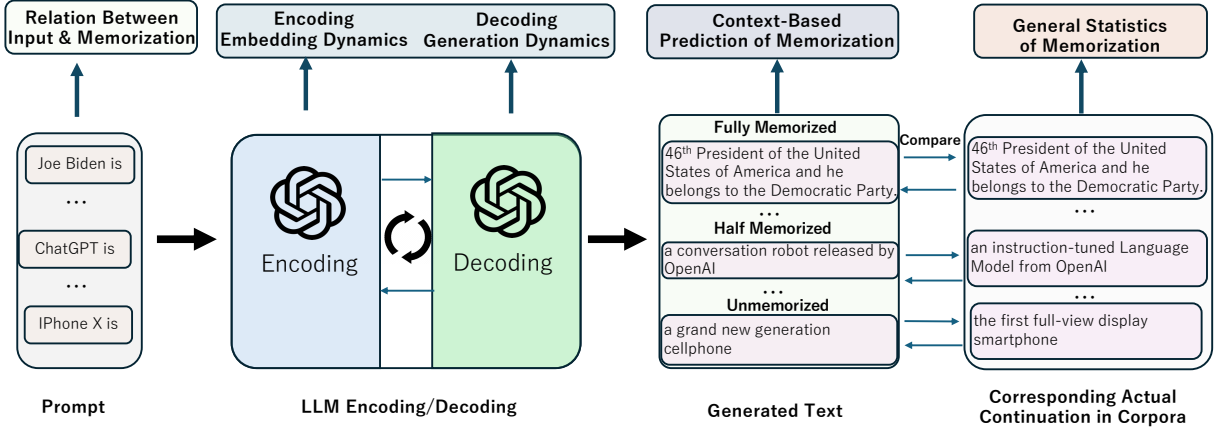 Relation Between
Input & Memorization
Encoding
Embedding Dynamics
Decoding
Generation Dynamics
Context-Based
Prediction of Memorization
General Statistics
of Memorization
Joe Biden is
...
ChatGPT is
...
IPhone X is
Prompt
Encoding
Decoding
LLM Encoding/Decoding
Fully Memorized
46th President of the United
States of America and he
belongs to the Democratic Party.
...
Half Memorized
a conversation robot released by
OpenAI
...
Unmemorized
a grand new generation
cellphone
Generated Text
Compare
46th President of the United
States of America and he
belongs to the Democratic Party.
...
an instruction-tuned Language
Model from OpenAI
...
the first full-view display
smartphone
Corresponding Actual
Continuation in Corpora